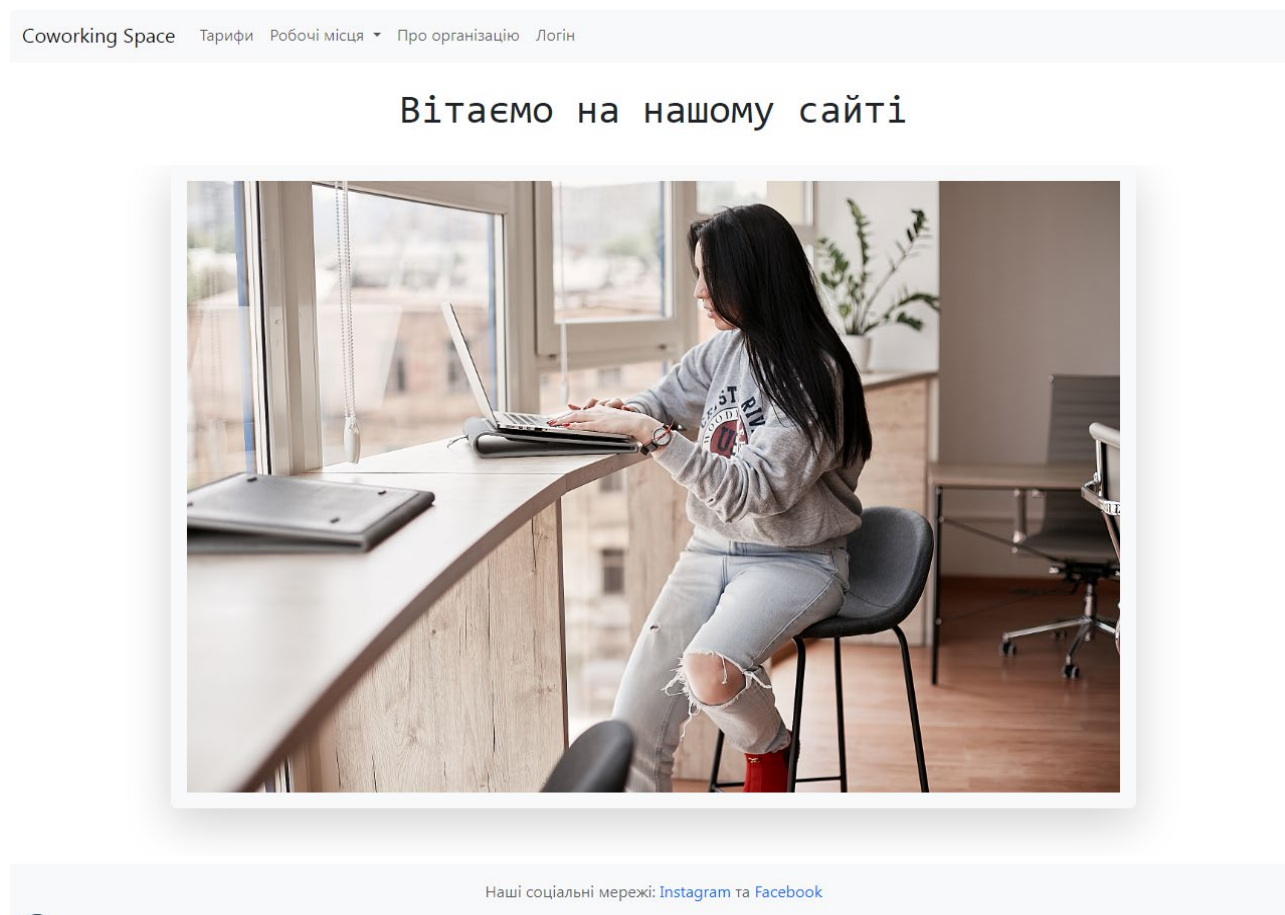 Coworking Space Тарифи Робочі місця Про організацію Логін
Вітаємо на нашому сайті
Наші соціальні мережі: Instagram та Facebook